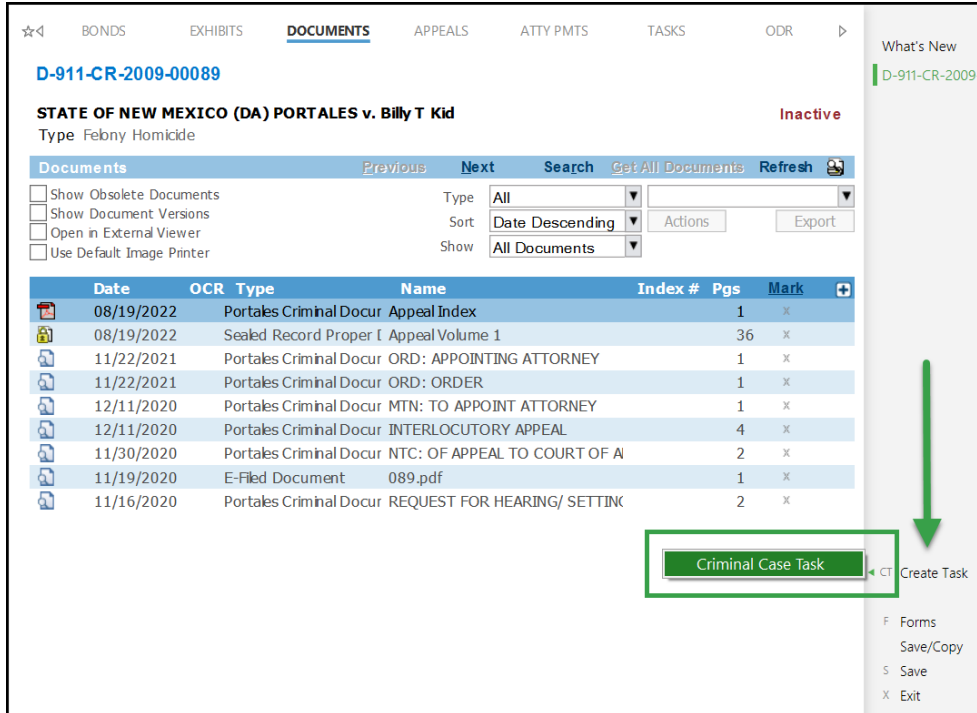 BONDS EXHIBITS DOCUMENTS APPEALS ATTY PMTS TASKS ODR
What's New
D-911-CR-2009-00089
D-911-CR-2009
STATE OF NEW MEXICO (DA) PORTALES v. Billy T Kid
Inactive
Type Felony Homicide
Documents Previous Next Search Get All Documents Refresh
Show Obsolete Documents
Show Document Versions
Open in External Viewer
Use Default Image Printer
Type All
Sort Date Descending Actions Export
Show All Documents
Date OCR Type Name Index # Pgs Mark
08/19/2022 Portales Criminal Docur Appeal Index 1 x
08/19/2022 Sealed Record Proper D Appeal Volume 1 36 x
11/22/2021 Portales Criminal Docur ORD: APPOINTING ATTORNEY 1 x
11/22/2021 Portales Criminal Docur ORD: ORDER 1 x
12/11/2020 Portales Criminal Docur MTN: TO APPOINT ATTORNEY 1 x
12/11/2020 Portales Criminal Docur INTERLOCUTORY APPEAL 4 x
11/30/2020 Portales Criminal Docur NTC: OF APPEAL TO COURT OF A 2 x
11/19/2020 E-Filed Document 089.pdf 1 x
11/16/2020 Portales Criminal Docur REQUEST FOR HEARING/ SETTING 2 x
Criminal Case Task
CT Create Task
F Forms
Save/Copy
S Save
X Exit